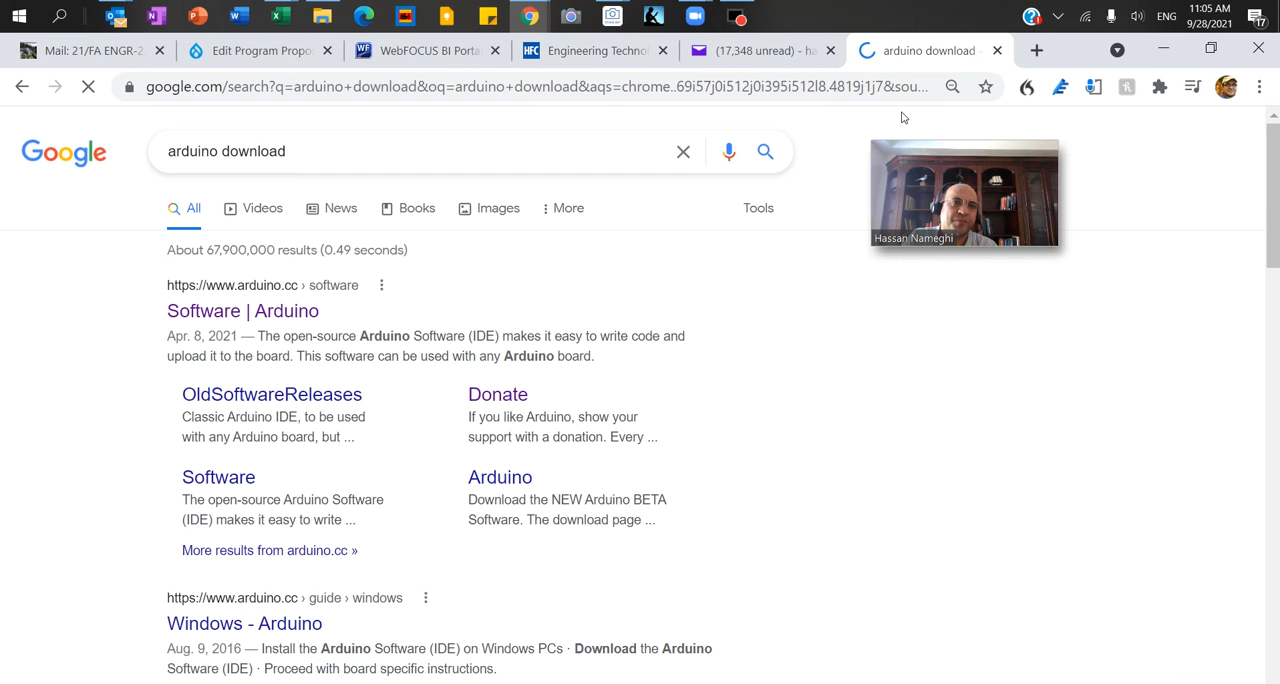 11:05 AM
ENG
9/28/2021
17
Mail: 21/FA ENGR-2
Edit Program Propo
WebFOCUS BI Porta
HFC
Engineering Techno
(17,348 unread) - ha
arduino download -
google.com/search?q=arduino+download&oq=arduino+download&aqs=chrome..69i57j0i512j0i395i512l8.4819j1j7&sou...
Google
arduino download
All
Videos
News
Books
Images
More
Tools
Hassan Nameghi
About 67,900,000 results (0.49 seconds)
https://www.arduino.cc › software
Software | Arduino
Apr. 8, 2021 — The open-source Arduino Software (IDE) makes it easy to write code and
upload it to the board. This software can be used with any Arduino board.
OldSoftwareReleases
Classic Arduino IDE, to be used
with any Arduino board, but ...
Donate
If you like Arduino, show your
support with a donation. Every ...
Software
The open-source Arduino Software
(IDE) makes it easy to write ...
Arduino
Download the NEW Arduino BETA
Software. The download page ...
More results from arduino.cc »
https://www.arduino.cc › guide › windows
Windows - Arduino
Aug. 9, 2016 — Install the Arduino Software (IDE) on Windows PCs · Download the Arduino
Software (IDE) · Proceed with board specific instructions.